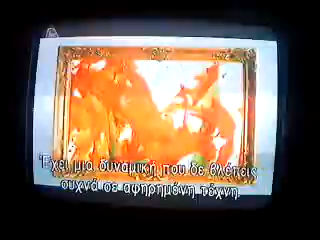 Έχει μια δυναμική που δε βλέπεις
συχνά σε αφηρημένη τέχνη.